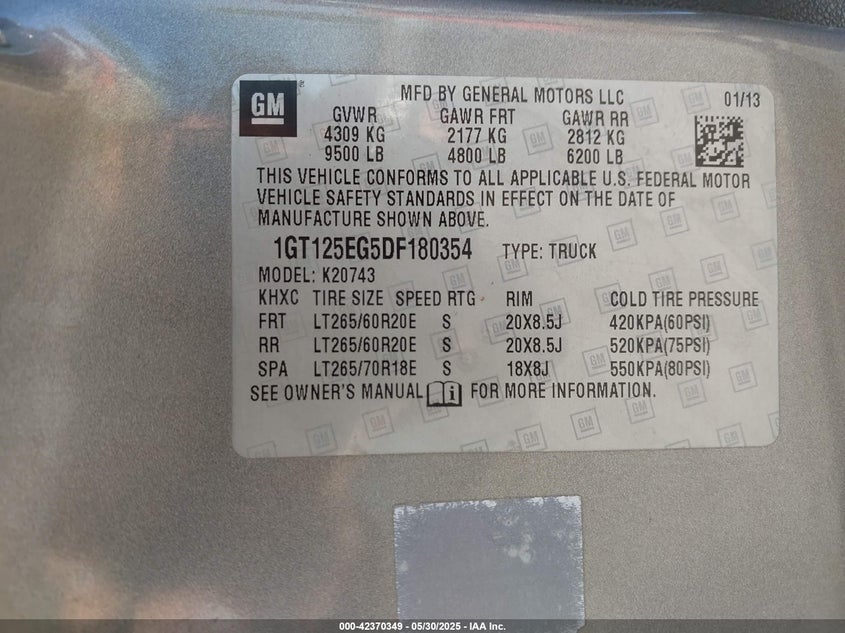 GM
MFD BY GENERAL MOTORS LLC 01/13
GVWR GAWR FRT GAWR RR
4309 KG 2177 KG 2812 KG
9500 LB 4800 LB 6200 LB
THIS VEHICLE CONFORMS TO ALL APPLICABLE U.S. FEDERAL MOTOR
VEHICLE SAFETY STANDARDS IN EFFECT ON THE DATE OF
MANUFACTURE SHOWN ABOVE.
1GT125EG5DF180354 TYPE: TRUCK
MODEL: K20743
KHXC TIRE SIZE SPEED RTG RIM COLD TIRE PRESSURE
FRT LT265/60R20E S 20X8.5J 420KPA(60PSI)
RR LT265/60R20E S 20X8.5J 520KPA(75PSI)
SPA LT265/70R18E S 18X8J 550KPA(80PSI)
SEE OWNER'S MANUAL i FOR MORE INFORMATION.
000-42370349 - 05/30/2025 - IAA Inc.